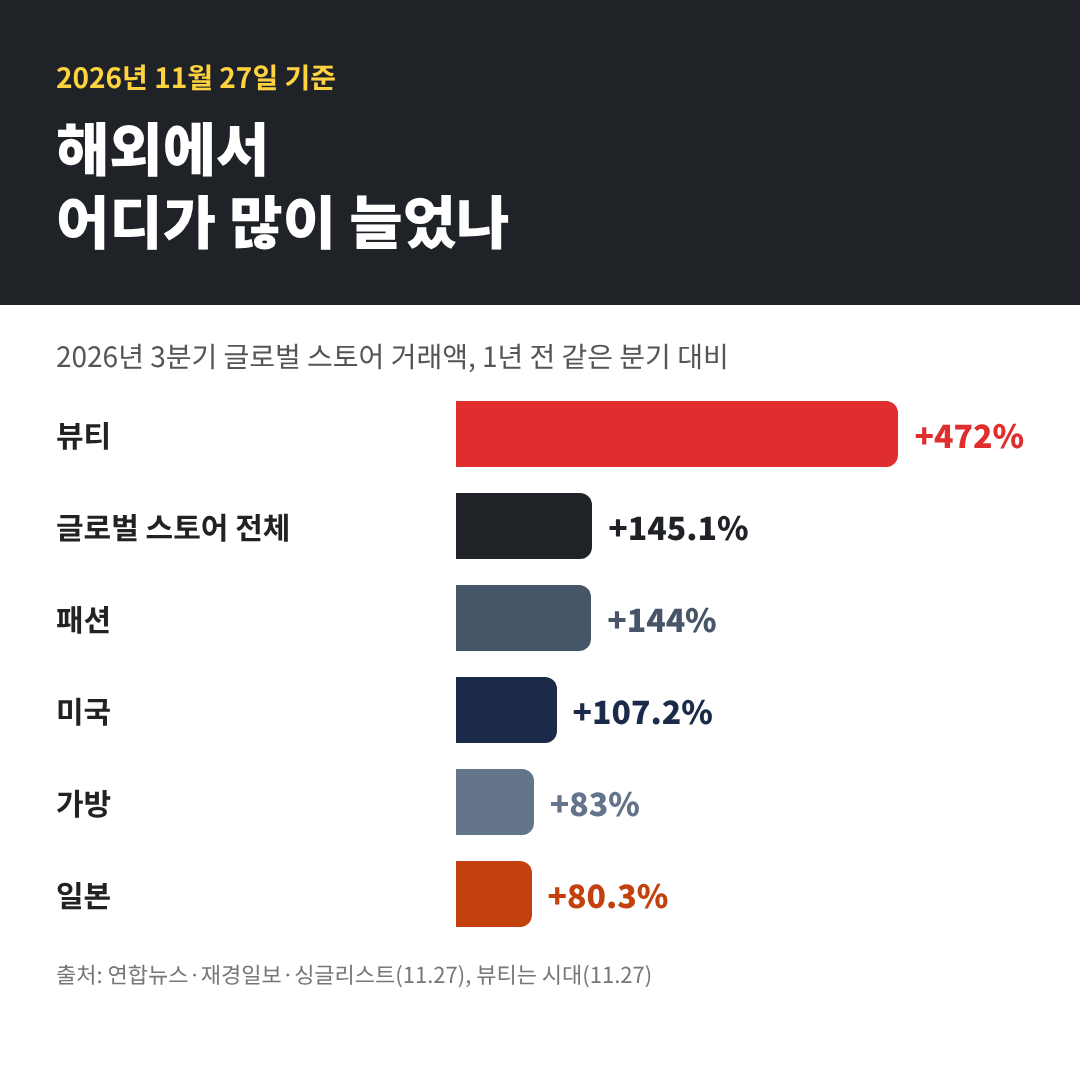 2026년 11월 27일 기준
해외에서
어디가 많이 늘었나
2026년 3분기 글로벌 스토어 거래액, 1년 전 같은 분기 대비
뷰티 +472%
글로벌 스토어 전체 +145.1%
패션 +144%
미국 +107.2%
가방 +83%
일본 +80.3%
출처: 연합뉴스·재경일보·싱글리스트(11.27), 뷰티는 시대(11.27)